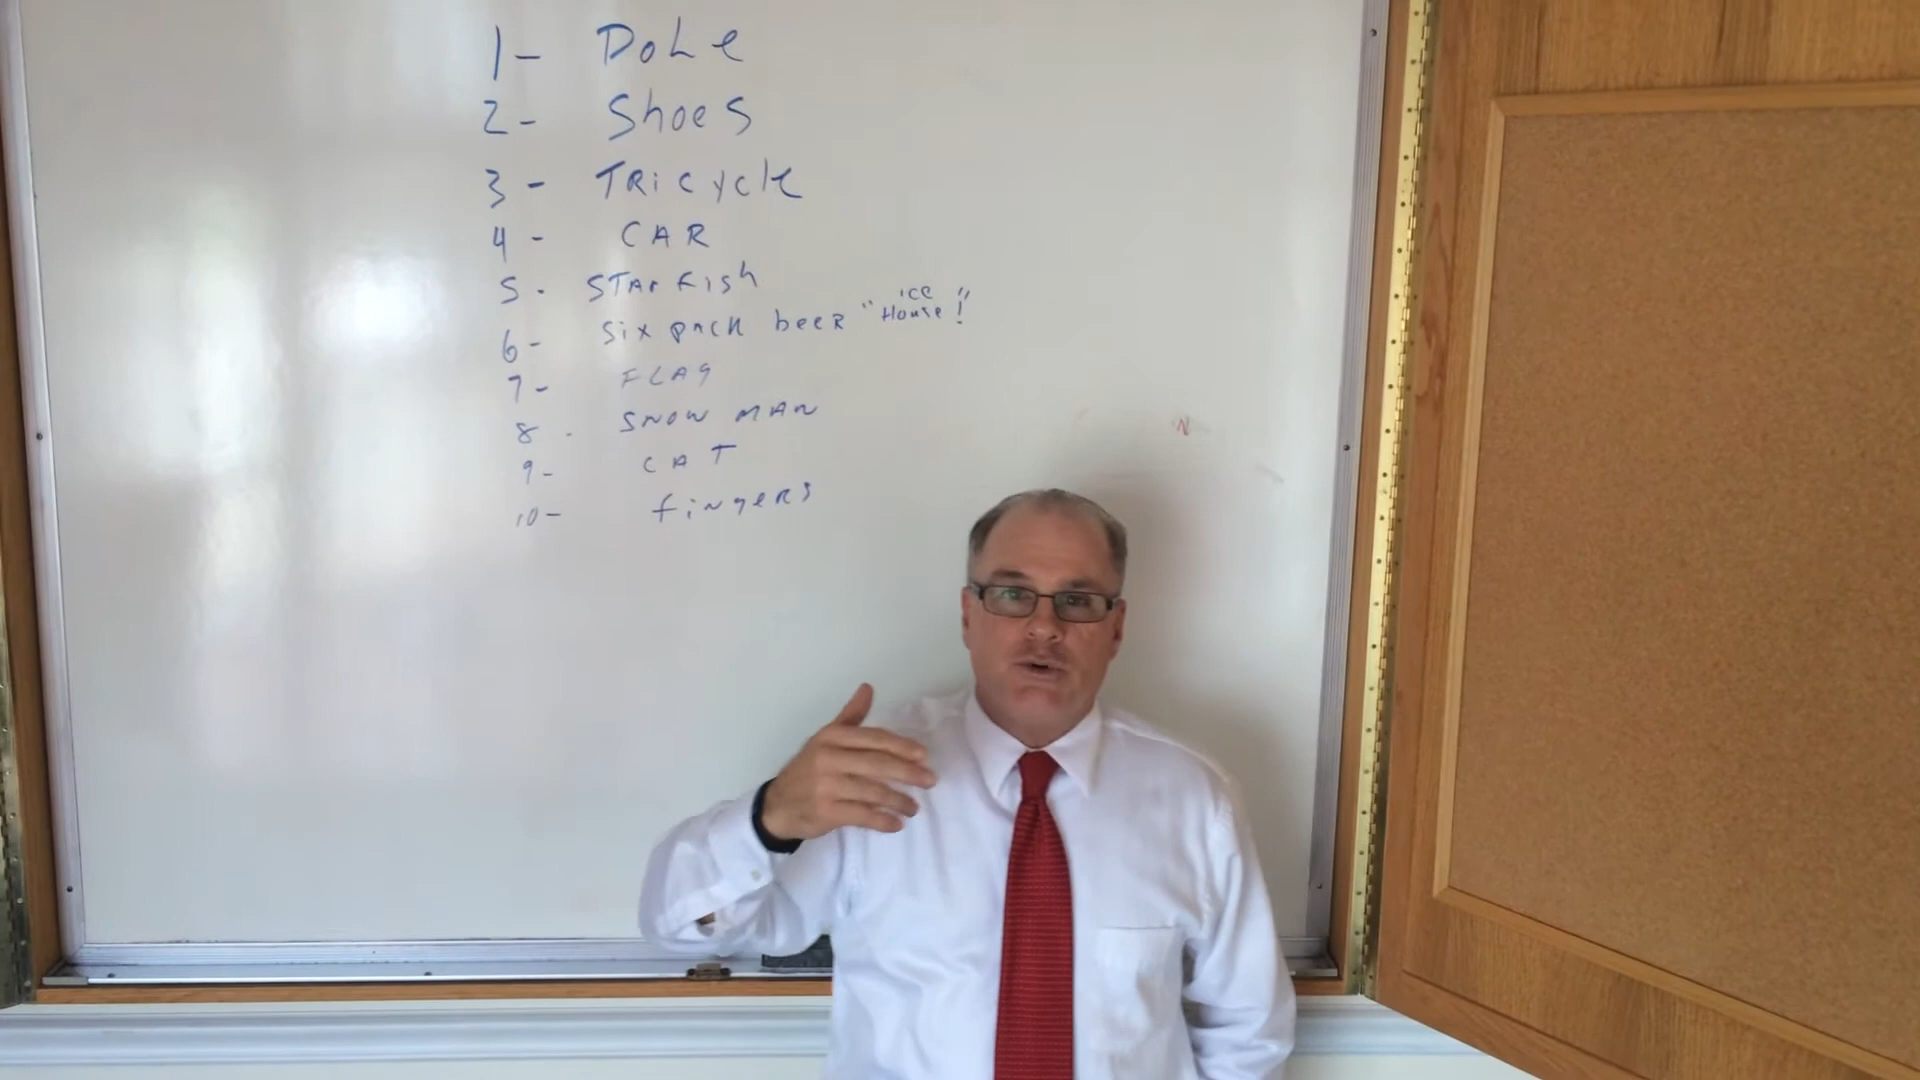 1- DoLe
2- Shoes
3- TRicycle
4- CAR
5- STARFish
6- Six pack beeR "ice House!"
7- FLAg
8- SNOW MAN
9- CAT
10- fingeRs
N